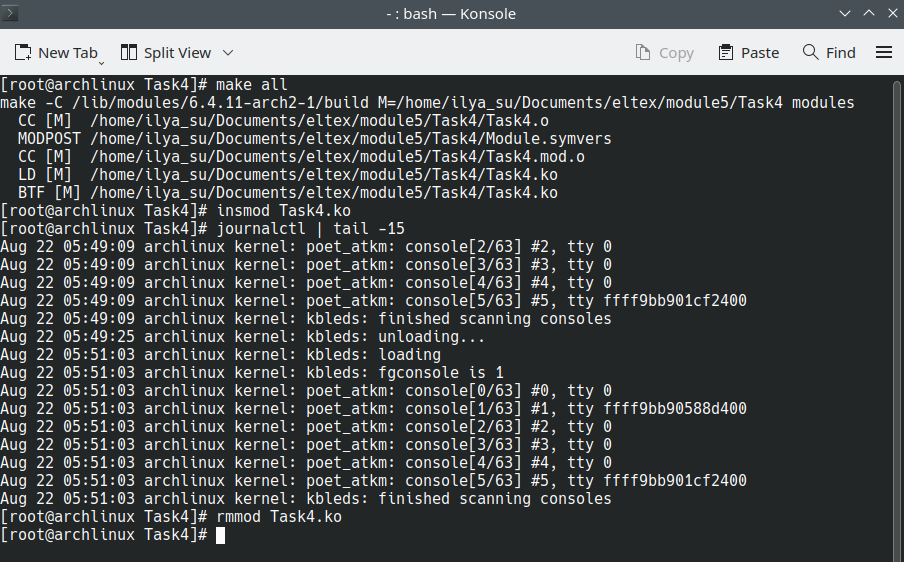 - : bash — Konsole
New Tab Split View Copy Paste Find
[root@archlinux Task4]# make all
make -C /lib/modules/6.4.11-arch2-1/build M=/home/ilya_su/Documents/eltex/module5/Task4 modules
  CC [M]  /home/ilya_su/Documents/eltex/module5/Task4/Task4.o
  MODPOST /home/ilya_su/Documents/eltex/module5/Task4/Module.symvers
  CC [M]  /home/ilya_su/Documents/eltex/module5/Task4/Task4.mod.o
  LD [M]  /home/ilya_su/Documents/eltex/module5/Task4/Task4.ko
  BTF [M] /home/ilya_su/Documents/eltex/module5/Task4/Task4.ko
[root@archlinux Task4]# insmod Task4.ko
[root@archlinux Task4]# journalctl | tail -15
Aug 22 05:49:09 archlinux kernel: poet_atkm: console[2/63] #2, tty 0
Aug 22 05:49:09 archlinux kernel: poet_atkm: console[3/63] #3, tty 0
Aug 22 05:49:09 archlinux kernel: poet_atkm: console[4/63] #4, tty 0
Aug 22 05:49:09 archlinux kernel: poet_atkm: console[5/63] #5, tty ffff9bb901cf2400
Aug 22 05:49:09 archlinux kernel: kbleds: finished scanning consoles
Aug 22 05:49:25 archlinux kernel: kbleds: unloading...
Aug 22 05:51:03 archlinux kernel: kbleds: loading
Aug 22 05:51:03 archlinux kernel: kbleds: fgconsole is 1
Aug 22 05:51:03 archlinux kernel: poet_atkm: console[0/63] #0, tty 0
Aug 22 05:51:03 archlinux kernel: poet_atkm: console[1/63] #1, tty ffff9bb90588d400
Aug 22 05:51:03 archlinux kernel: poet_atkm: console[2/63] #2, tty 0
Aug 22 05:51:03 archlinux kernel: poet_atkm: console[3/63] #3, tty 0
Aug 22 05:51:03 archlinux kernel: poet_atkm: console[4/63] #4, tty 0
Aug 22 05:51:03 archlinux kernel: poet_atkm: console[5/63] #5, tty ffff9bb901cf2400
Aug 22 05:51:03 archlinux kernel: kbleds: finished scanning consoles
[root@archlinux Task4]# rmmod Task4.ko
[root@archlinux Task4]#